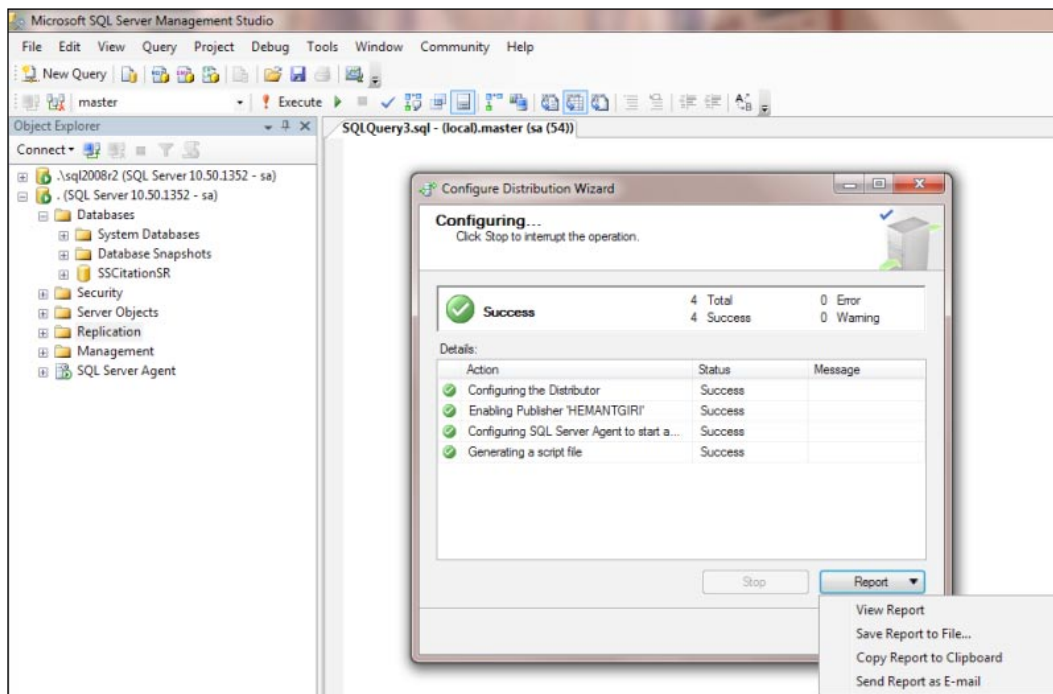 Microsoft SQL Server Management Studio
File Edit View Query Project Debug Tools Window Community Help
New Query
master Execute
Object Explorer
SQLQuery3.sql - (local).master (sa (54))
Connect
.\sql2008r2 (SQL Server 10.50.1352 - sa)
. (SQL Server 10.50.1352 - sa)
Databases
System Databases
Database Snapshots
SSCitationSR
Security
Server Objects
Replication
Management
SQL Server Agent
Configure Distribution Wizard
Configuring...
Click Stop to interrupt the operation.
Success
4 Total 0 Error
4 Success 0 Warning
Details:
Action Status Message
Configuring the Distributor Success
Enabling Publisher 'HEMANTGIRI' Success
Configuring SQL Server Agent to start a... Success
Generating a script file Success
Stop Report
View Report
Save Report to File...
Copy Report to Clipboard
Send Report as E-mail